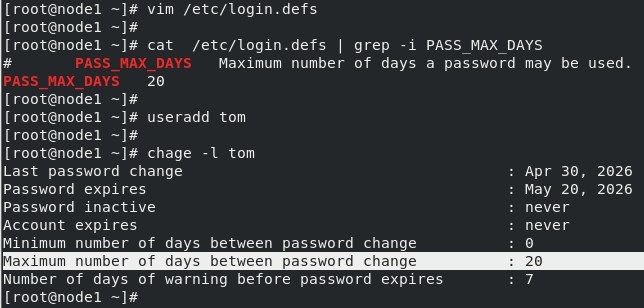 [root@node1 ~]# vim /etc/login.defs
[root@node1 ~]#
[root@node1 ~]# cat  /etc/login.defs | grep -i PASS_MAX_DAYS
#       PASS_MAX_DAYS   Maximum number of days a password may be used.
PASS_MAX_DAYS   20
[root@node1 ~]#
[root@node1 ~]# useradd tom
[root@node1 ~]#
[root@node1 ~]# chage -l tom
Last password change                                    : Apr 30, 2026
Password expires                                        : May 20, 2026
Password inactive                                       : never
Account expires                                         : never
Minimum number of days between password change          : 0
Maximum number of days between password change          : 20
Number of days of warning before password expires       : 7
[root@node1 ~]#